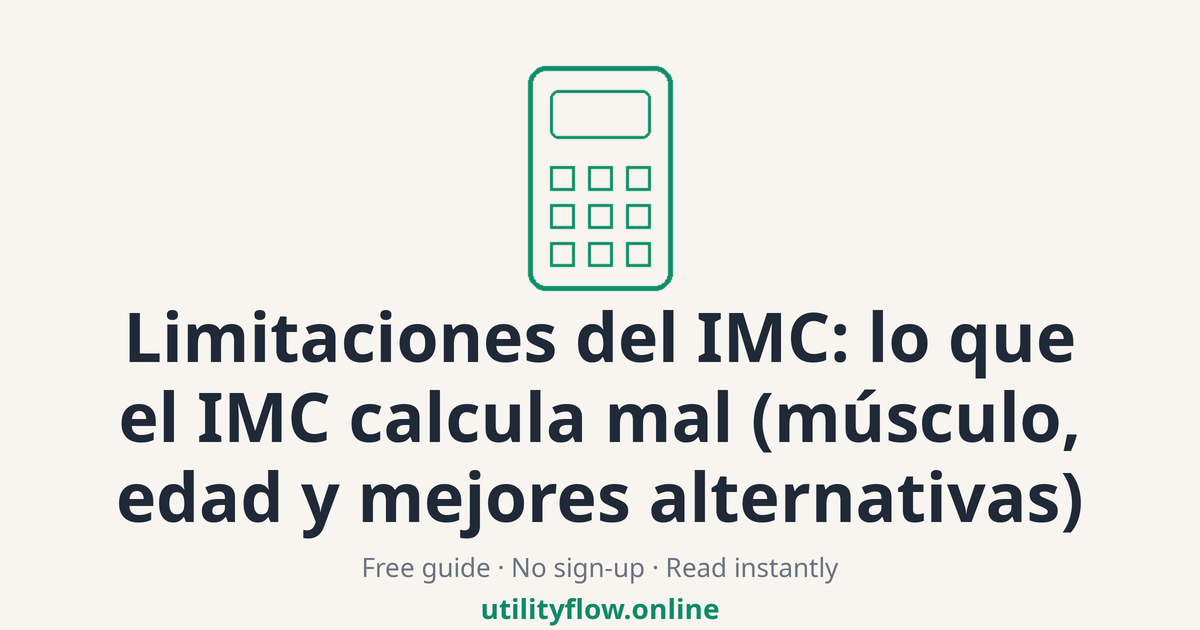 Limitaciones del IMC: lo que
el IMC calcula mal (músculo,
edad y mejores alternativas)
Free guide · No sign-up · Read instantly
utilityflow.online